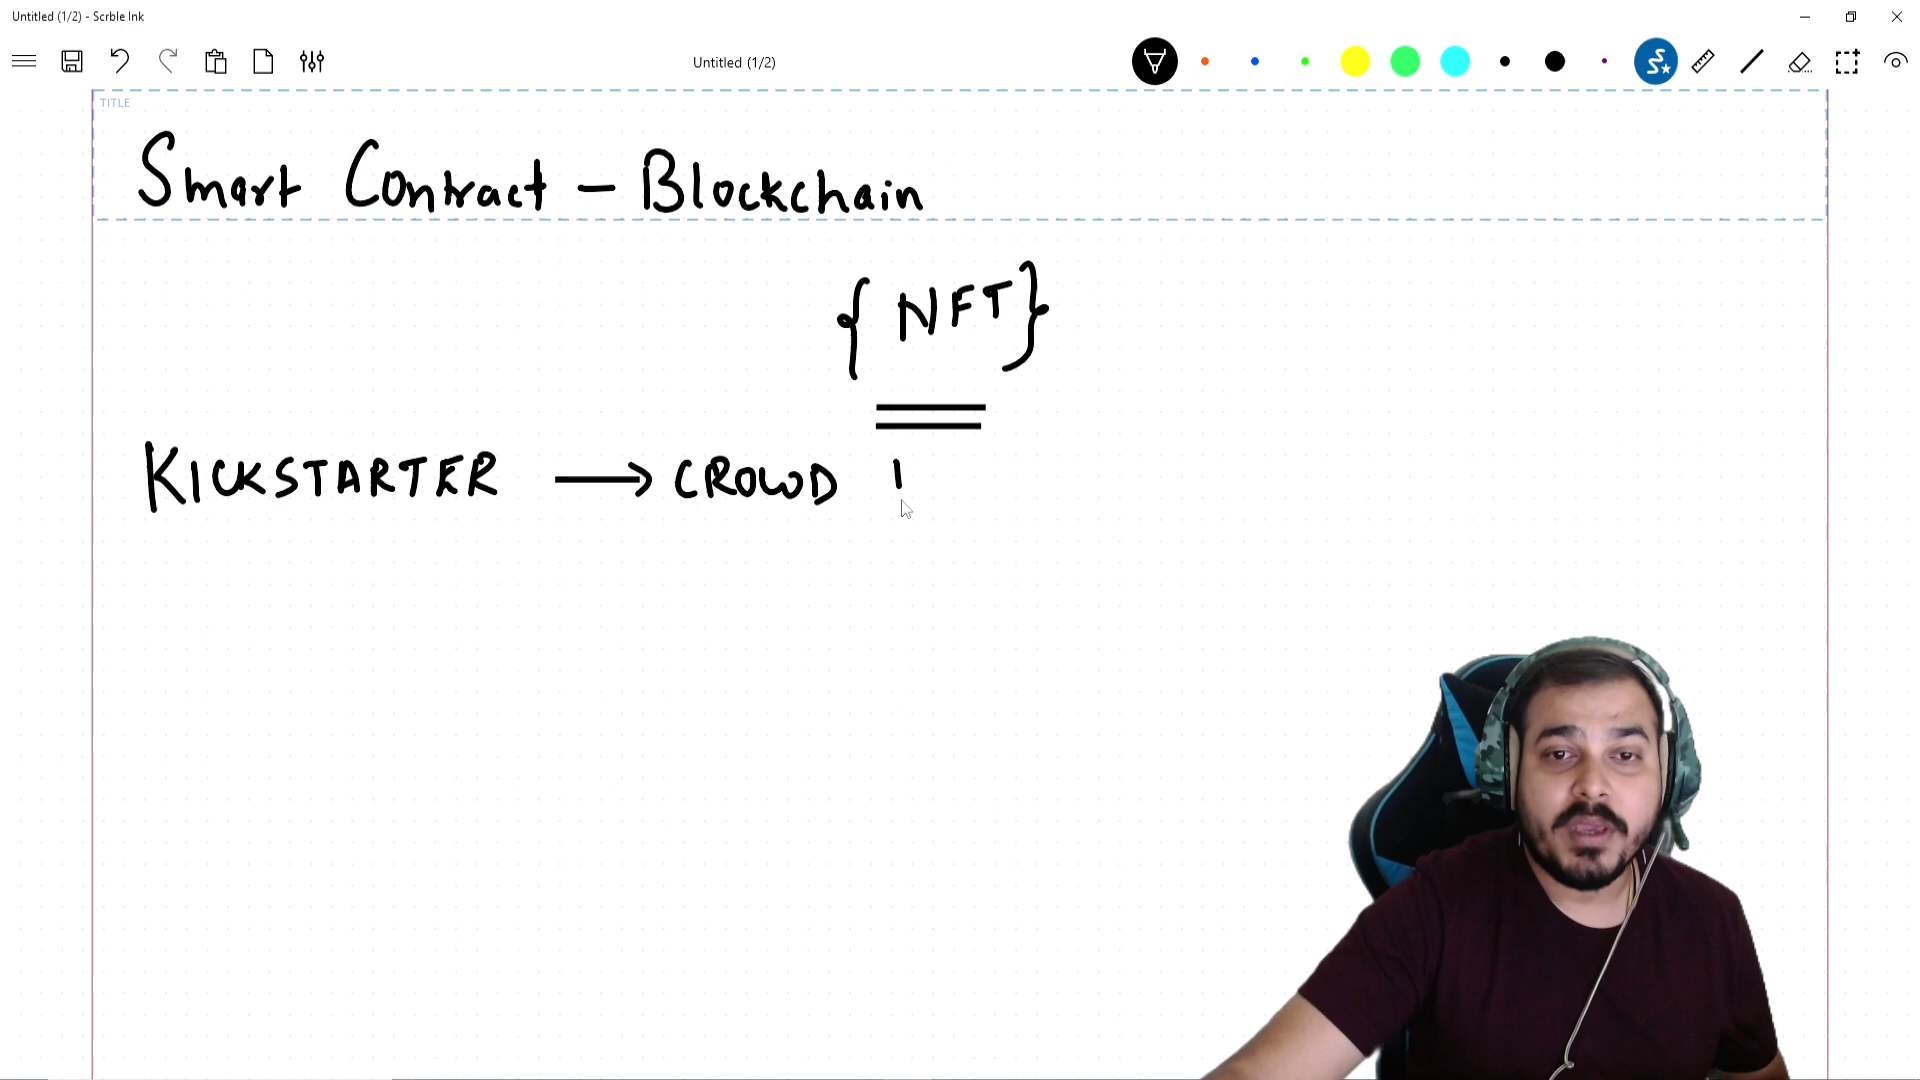 Untitled (1/2) - Scrble Ink
Untitled (1/2)
TITLE
Smart Contract - Blockchain
{ NFT }
KICKSTARTER → CROWD